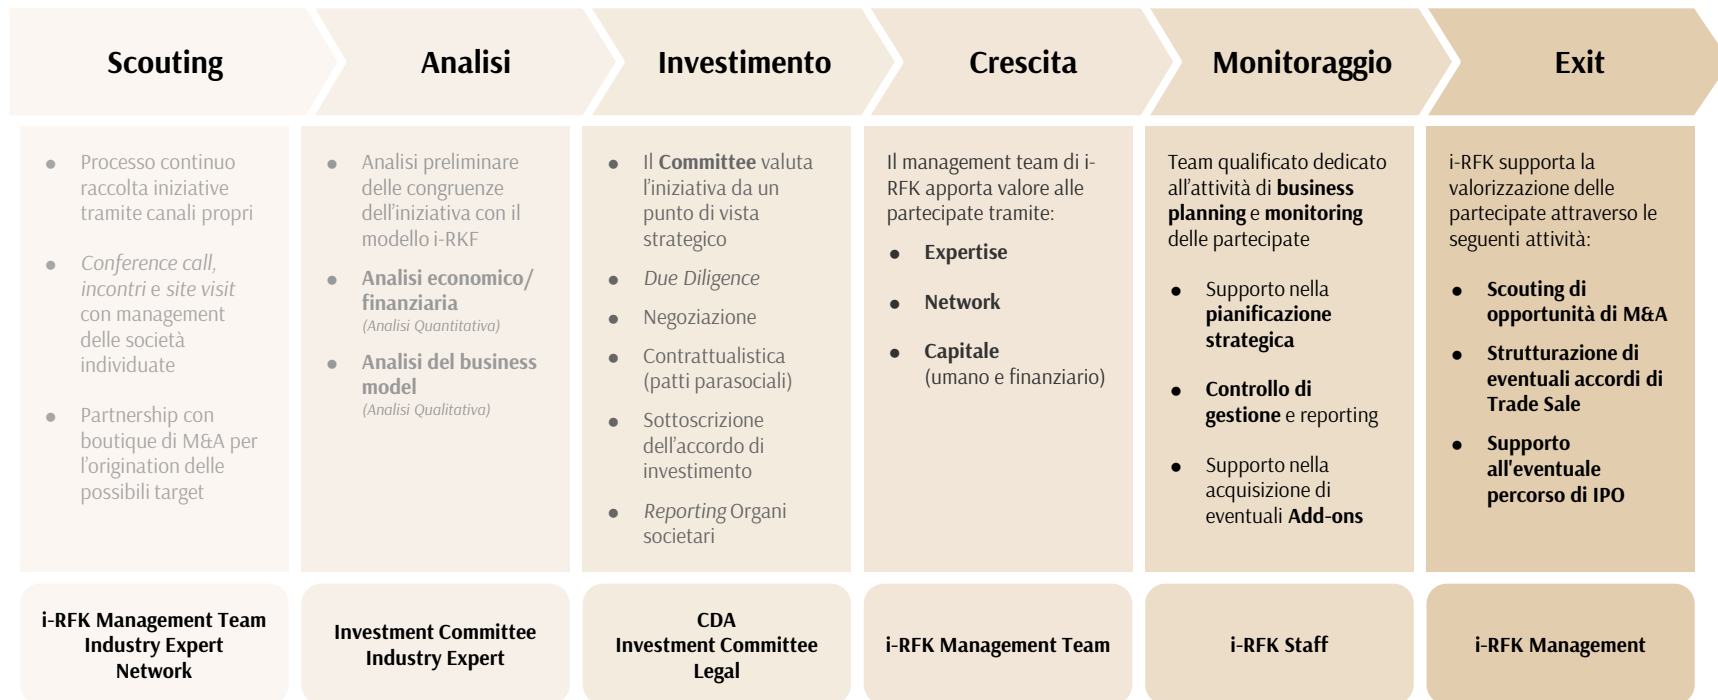 Scouting
Analisi
Investimento
Crescita
Monitoraggio
Exit
● Processo continuo
raccolta iniziative
tramite canali propri
● Conference call,
incontri e site visit
con management
delle società
individuate
● Partnership con
boutique di M&A per
l'origination delle
possibili target
● Analisi preliminare
delle congruenze
dell'iniziativa con il
modello i-RKF
● Analisi economico/
finanziaria
(Analisi Quantitativa)
● Analisi del business
model
(Analisi Qualitativa)
● Il Committee valuta
l'iniziativa da un
punto di vista
strategico
● Due Diligence
● Negoziazione
● Contrattualistica
(patti parasociali)
● Sottoscrizione
dell'accordo di
investimento
● Reporting Organi
societari
Il management team di i-
RFK apporta valore alle
partecipate tramite:
● Expertise
● Network
● Capitale
(umano e finanziario)
Team qualificato dedicato
all'attività di business
planning e monitoring
delle partecipate
● Supporto nella
pianificazione
strategica
● Controllo di
gestione e reporting
● Supporto nella
acquisizione di
eventuali Add-ons
i-RFK supporta la
valorizzazione delle
partecipate attraverso le
seguenti attività:
● Scouting di
opportunità di M&A
● Strutturazione di
eventuali accordi di
Trade Sale
● Supporto
all'eventuale
percorso di IPO
i-RFK Management Team
Industry Expert
Network
Investment Committee
Industry Expert
CDA
Investment Committee
Legal
i-RFK Management Team
i-RFK Staff
i-RFK Management